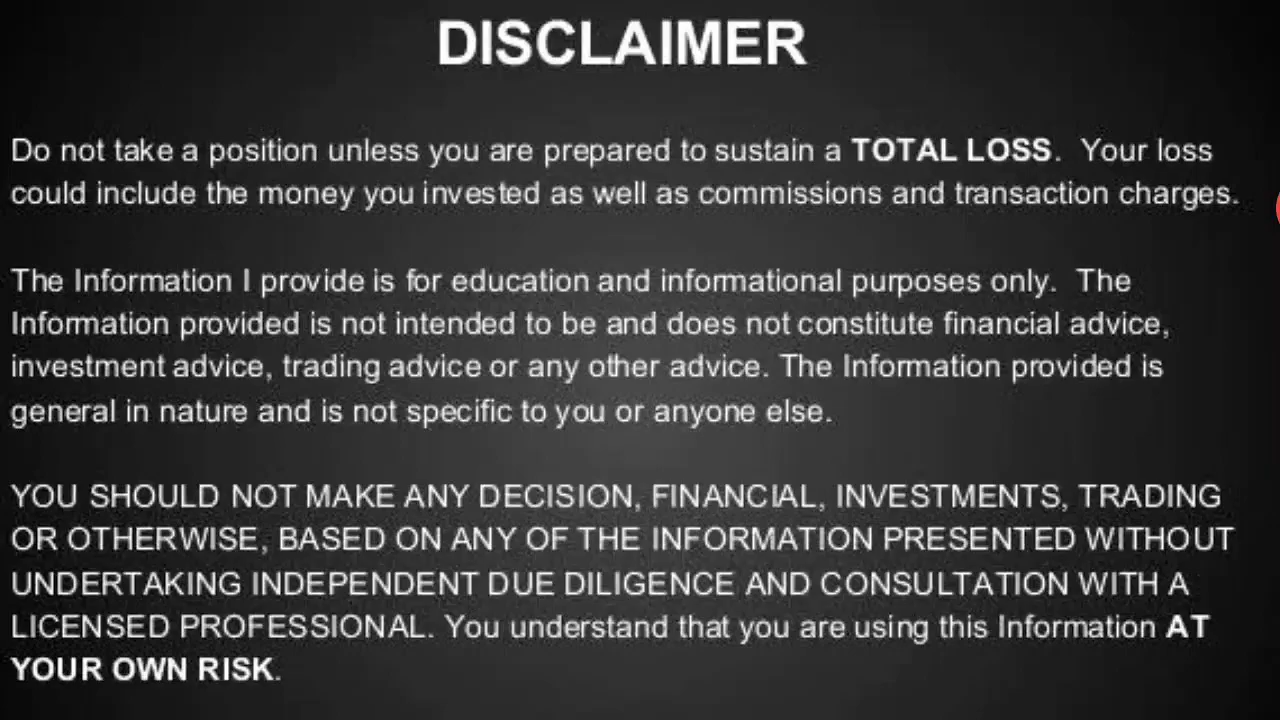 DISCLAIMER
Do not take a position unless you are prepared to sustain a TOTAL LOSS. Your loss
could include the money you invested as well as commissions and transaction charges.
The Information I provide is for education and informational purposes only. The
Information provided is not intended to be and does not constitute financial advice,
investment advice, trading advice or any other advice. The Information provided is
general in nature and is not specific to you or anyone else.
YOU SHOULD NOT MAKE ANY DECISION, FINANCIAL, INVESTMENTS, TRADING
OR OTHERWISE, BASED ON ANY OF THE INFORMATION PRESENTED WITHOUT
UNDERTAKING INDEPENDENT DUE DILIGENCE AND CONSULTATION WITH A
LICENSED PROFESSIONAL. You understand that you are using this Information AT
YOUR OWN RISK.